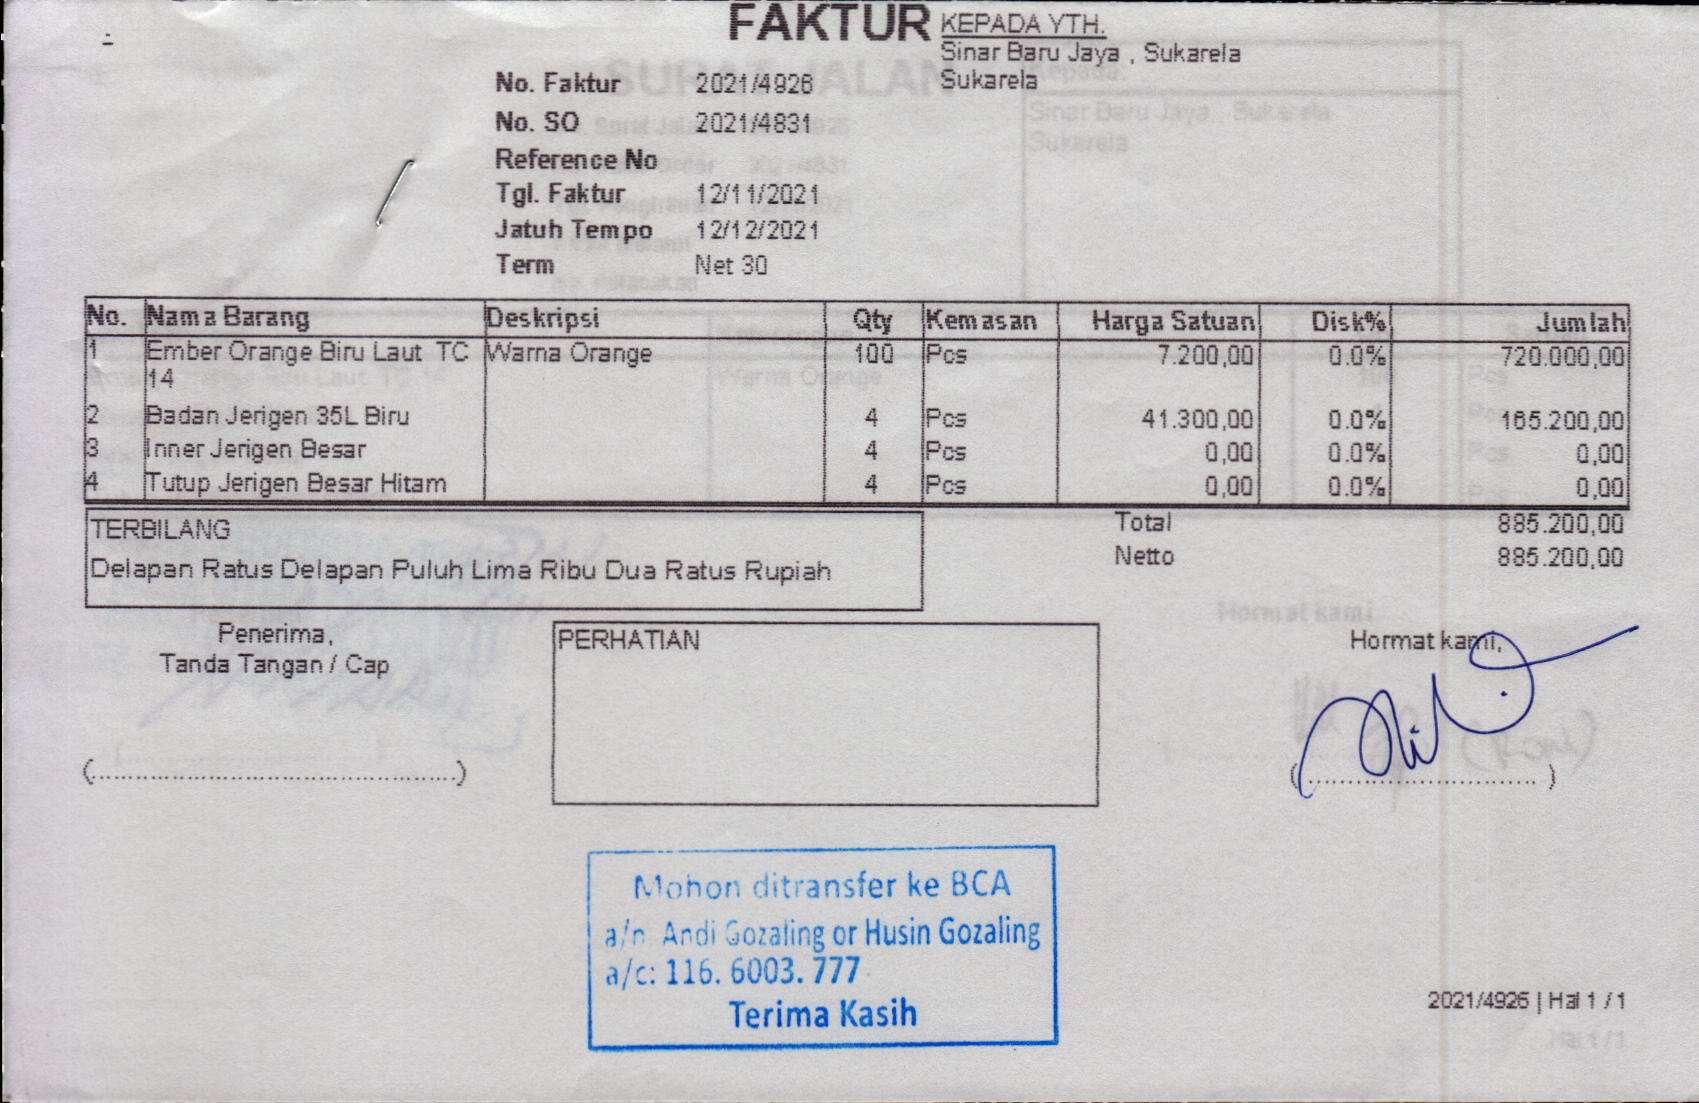 FAKTUR
KEPADA YTH.
Sinar Baru Jaya , Sukarela
Sukarela
No. Faktur 2021/4926
No. SO 2021/4831
Reference No
Tgl. Faktur 12/11/2021
Jatuh Tempo 12/12/2021
Term Net 30
No. Nama Barang Deskripsi Qty Kemasan Harga Satuan Disk% Jumlah
1 Ember Orange Biru Laut TC 14 Warna Orange 100 Pcs 7.200,00 0.0% 720.000,00
2 Badan Jerigen 35L Biru 4 Pcs 41.300,00 0.0% 165.200,00
3 Inner Jerigen Besar 4 Pcs 0,00 0.0% 0,00
4 Tutup Jerigen Besar Hitam 4 Pcs 0,00 0.0% 0,00
TERBILANG
Delapan Ratus Delapan Puluh Lima Ribu Dua Ratus Rupiah
Total 885.200,00
Netto 885.200,00
Penerima,
Tanda Tangan / Cap
PERHATIAN
Hormat kami,
Mohon ditransfer ke BCA
a/n Andi Gozaling or Husin Gozaling
a/c: 116. 6003. 777
Terima Kasih
2021/4926 | Hal 1 / 1